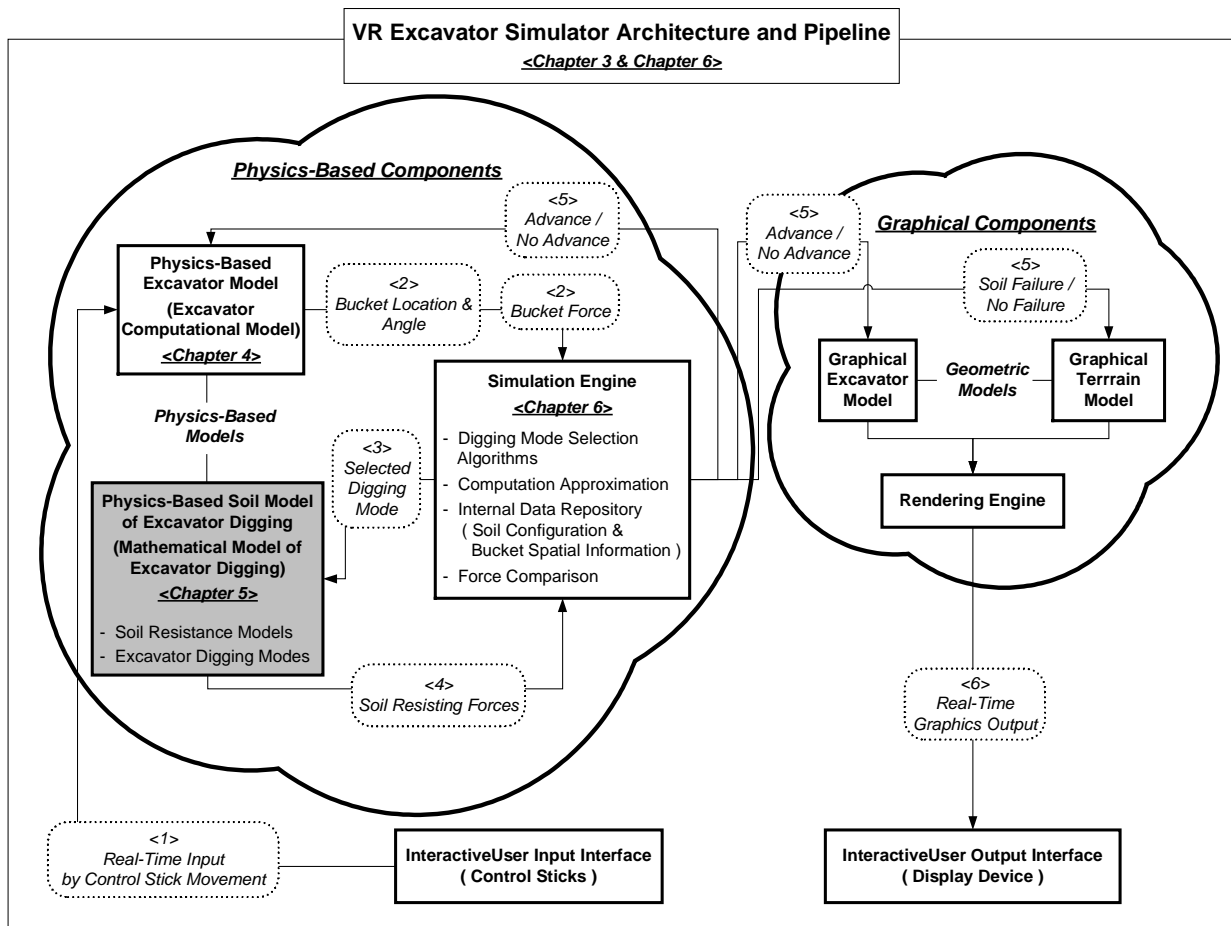 VR Excavator Simulator Architecture and Pipeline
<Chapter 3 & Chapter 6>
Physics-Based Components
<5>
Advance /
No Advance
Physics-Based
Excavator Model
(Excavator
Computational Model)
<Chapter 4>
<2>
Bucket Location &
Angle
<2>
Bucket Force
Physics-Based
Models
Simulation Engine
<Chapter 6>
- Digging Mode Selection
Algorithms
- Computation Approximation
- Internal Data Repository
( Soil Configuration &
Bucket Spatial Information )
- Force Comparison
<3>
Selected
Digging
Mode
Physics-Based Soil Model
of Excavator Digging
(Mathematical Model of
Excavator Digging)
<Chapter 5>
- Soil Resistance Models
- Excavator Digging Modes
<4>
Soil Resisting Forces
<5>
Advance /
No Advance
Graphical Components
<5>
Soil Failure /
No Failure
Graphical
Excavator
Model
Geometric
Models
Graphical
Terrrain
Model
Rendering Engine
<6>
Real-Time
Graphics Output
<1>
Real-Time Input
by Control Stick Movement
InteractiveUser Input Interface
( Control Sticks )
InteractiveUser Output Interface
( Display Device )